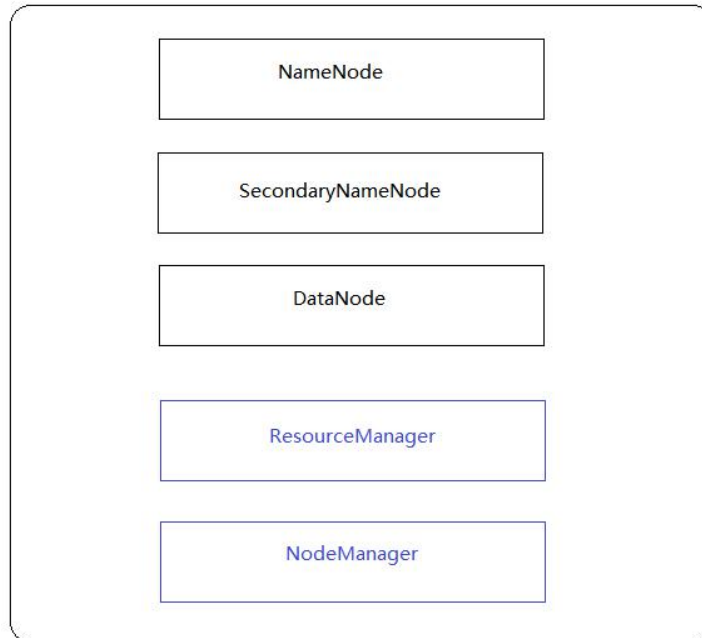 NameNode
SecondaryNameNode
DataNode
ResourceManager
NodeManager